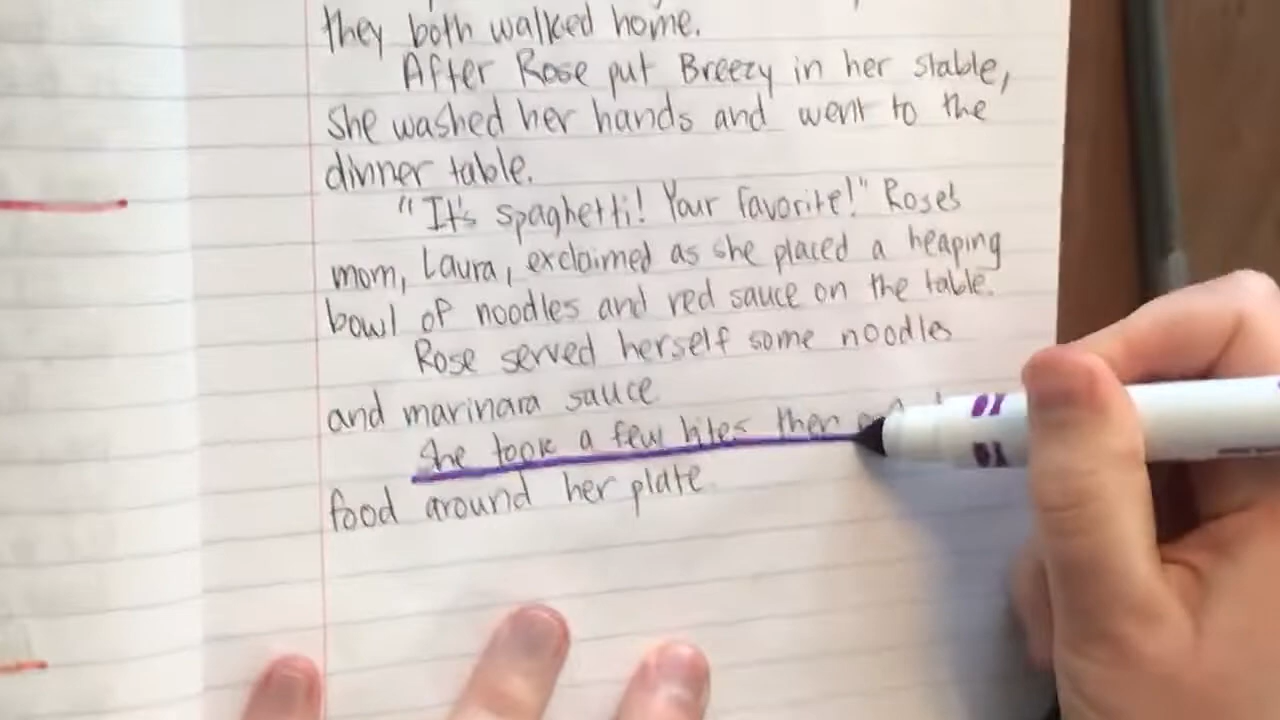 they both walked home.
After Rose put Breezy in her stable,
she washed her hands and went to the
dinner table.
"It's spaghetti! Your favorite!" Rose's
mom, Laura, exclaimed as she placed a heaping
bowl of noodles and red sauce on the table.
Rose served herself some noodles
and marinara sauce
She took a few bites then
food around her plate.